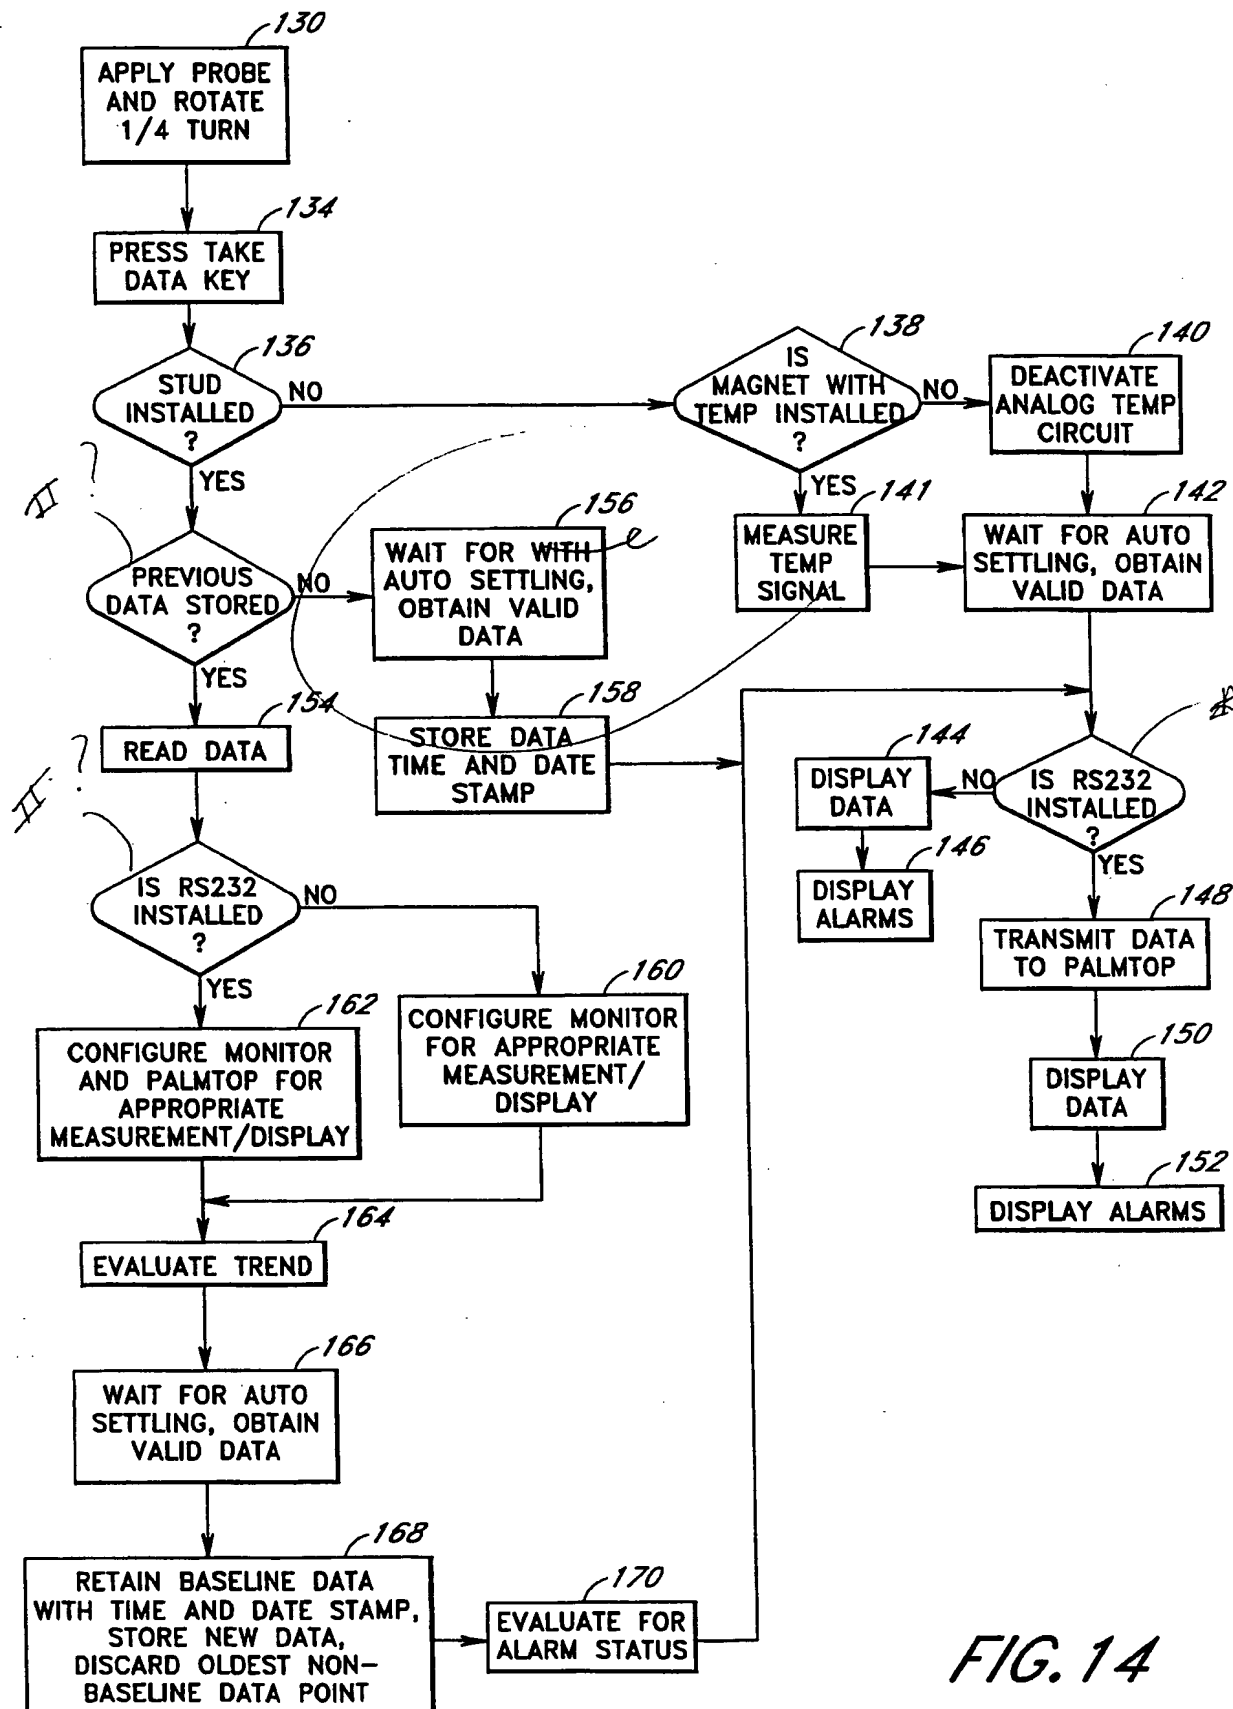 130
APPLY PROBE
AND ROTATE
1/4 TURN
134
PRESS TAKE
DATA KEY
136
STUD
INSTALLED
?
NO
YES
138
IS
MAGNET WITH
TEMP INSTALLED
?
NO
YES
140
DEACTIVATE
ANALOG TEMP
CIRCUIT
141
MEASURE
TEMP
SIGNAL
142
WAIT FOR AUTO
SETTLING, OBTAIN
VALID DATA
II ?
PREVIOUS
DATA STORED
?
NO
YES
156
WAIT FOR WITH
AUTO SETTLING,
OBTAIN VALID
DATA
158
STORE DATA
TIME AND DATE
STAMP
154
READ DATA
II ?
IS RS232
INSTALLED
?
NO
YES
144
DISPLAY
DATA
146
DISPLAY
ALARMS
IS RS232
INSTALLED
?
NO
YES
148
TRANSMIT DATA
TO PALMTOP
150
DISPLAY
DATA
152
DISPLAY ALARMS
160
CONFIGURE MONITOR
FOR APPROPRIATE
MEASUREMENT/
DISPLAY
162
CONFIGURE MONITOR
AND PALMTOP FOR
APPROPRIATE
MEASUREMENT/DISPLAY
164
EVALUATE TREND
166
WAIT FOR AUTO
SETTLING, OBTAIN
VALID DATA
168
RETAIN BASELINE DATA
WITH TIME AND DATE STAMP,
STORE NEW DATA,
DISCARD OLDEST NON-
BASELINE DATA POINT
170
EVALUATE FOR
ALARM STATUS
FIG. 14